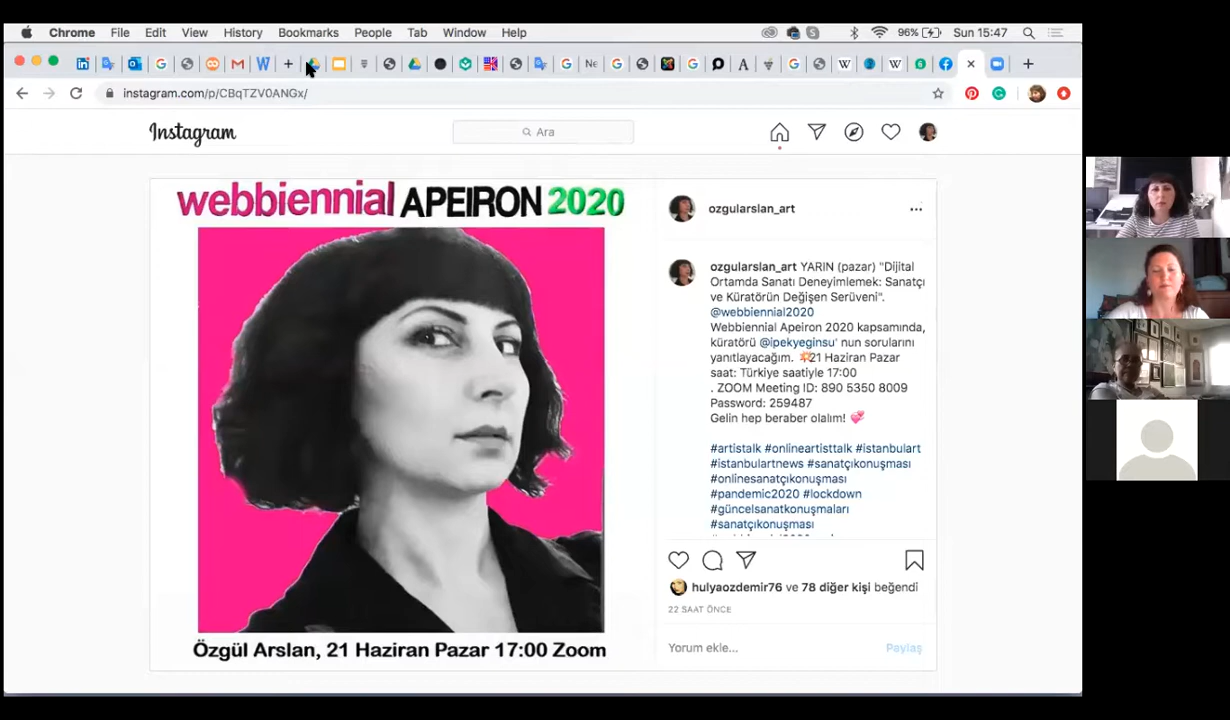 Chrome File Edit View History Bookmarks People Tab Window Help
96% Sun 15:47
instagram.com/p/CBqTZV0ANGx/
Instagram
Ara
webbiennial APEIRON 2020
Özgül Arslan, 21 Haziran Pazar 17:00 Zoom
ozgularslan_art
ozgularslan_art YARIN (pazar) "Dijital
Ortamda Sanatı Deneyimlemek: Sanatçı
ve Küratörün Değişen Serüveni".
@webbiennial2020
Webbiennial Apeiron 2020 kapsamında,
küratörü @ipekyeginsu' nun sorularını
yanıtlayacağım. 💥21 Haziran Pazar
saat: Türkiye saatiyle 17:00
. ZOOM Meeting ID: 890 5350 8009
Password: 259487
Gelin hep beraber olalım! 💞
#artistalk #onlineartisttalk #istanbulart
#istanbulartnews #sanatçıkonuşması
#onlinesanatçıkonuşması
#pandemic2020 #lockdown
#güncelsanatkonuşmaları
#sanatçıkonuşması
hulyaozdemir76 ve 78 diğer kişi beğendi
22 SAAT ÖNCE
Yorum ekle... Paylaş